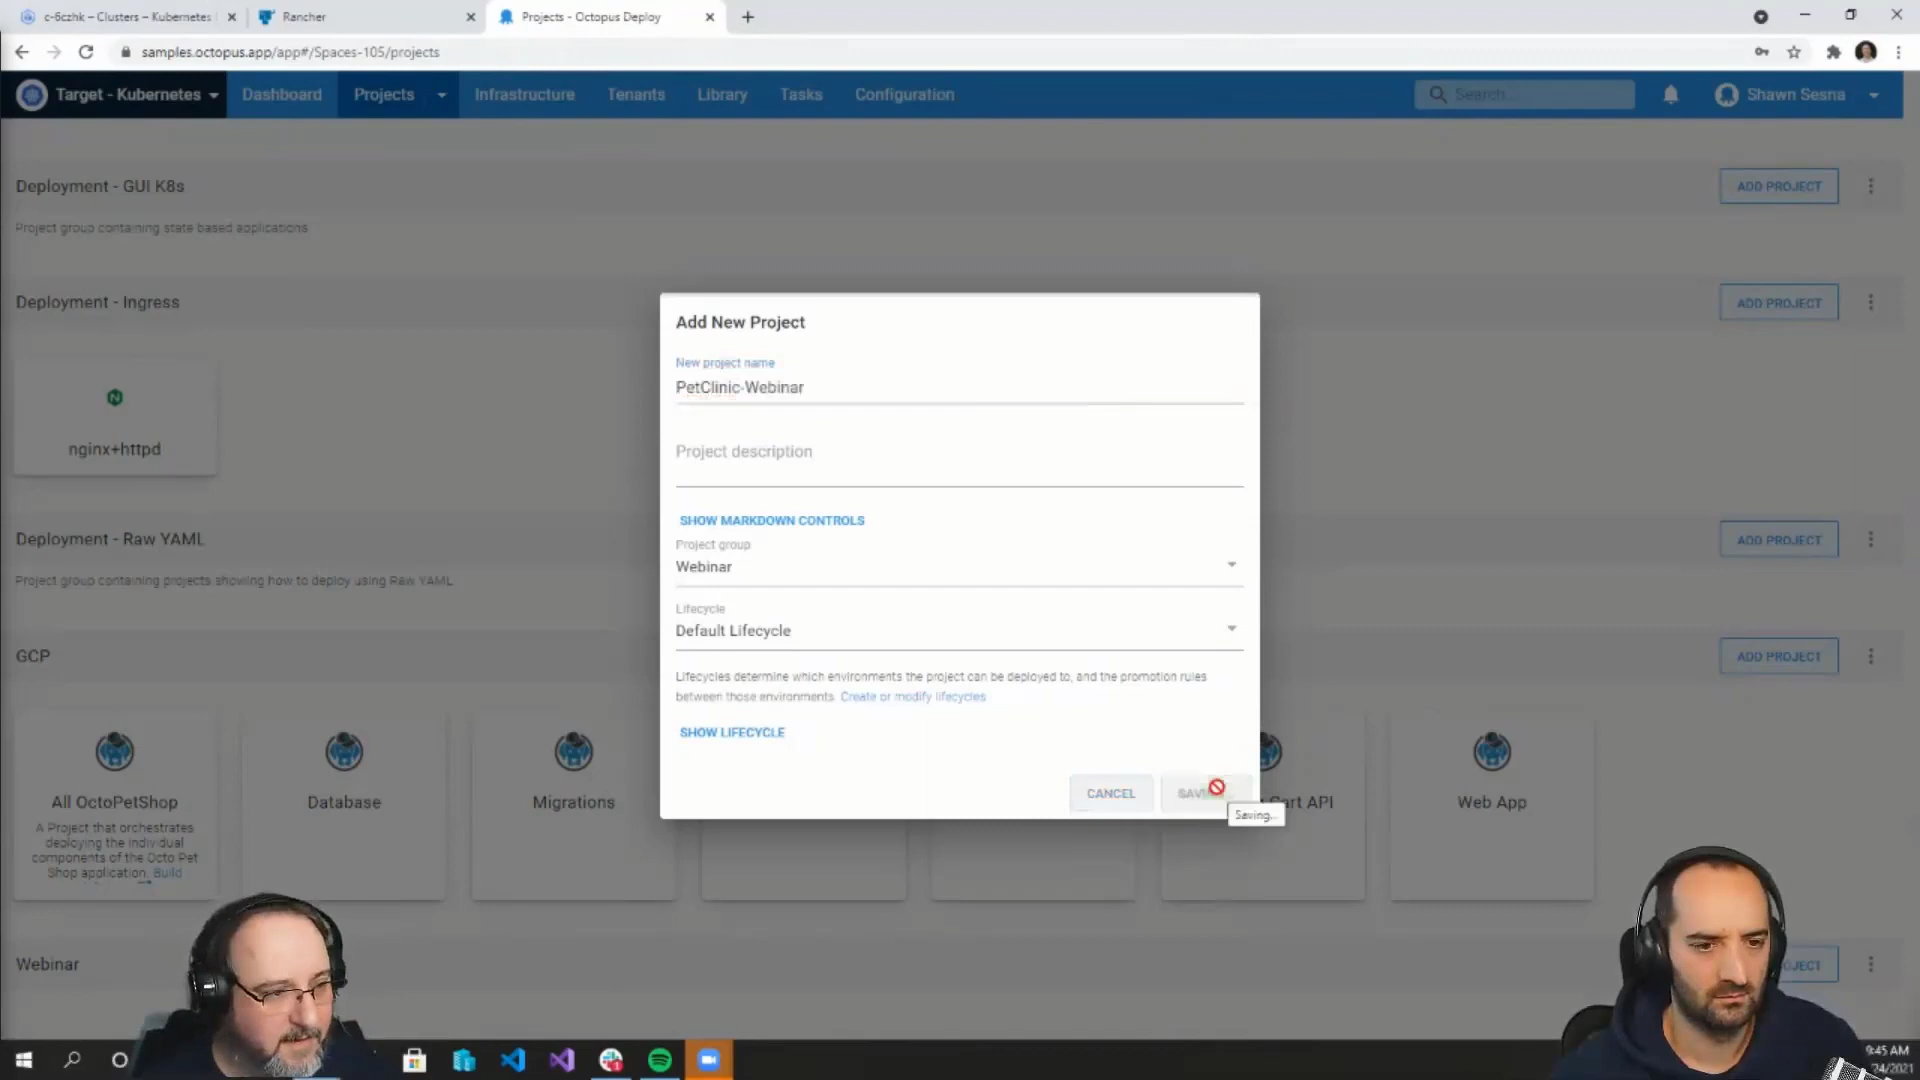 c-6czhk – Clusters – Kubernetes
Rancher
Projects - Octopus Deploy
samples.octopus.app/app#/Spaces-105/projects
Target - Kubernetes
Dashboard
Projects
Infrastructure
Tenants
Library
Tasks
Configuration
Search...
Shawn Sesna
Deployment - GUI K8s
ADD PROJECT
Project group containing state based applications
Deployment - Ingress
ADD PROJECT
nginx+httpd
Deployment - Raw YAML
ADD PROJECT
Project group containing projects showing how to deploy using Raw YAML
GCP
ADD PROJECT
All OctoPetShop
A Project that orchestrates
deploying the individual
components of the Octo Pet
Shop application. Build
Database
Migrations
Cart API
Web App
Webinar
Add New Project
New project name
PetClinic-Webinar
Project description
SHOW MARKDOWN CONTROLS
Project group
Webinar
Lifecycle
Default Lifecycle
Lifecycles determine which environments the project can be deployed to, and the promotion rules
between those environments. Create or modify lifecycles
SHOW LIFECYCLE
CANCEL
Saving...
9:45 AM